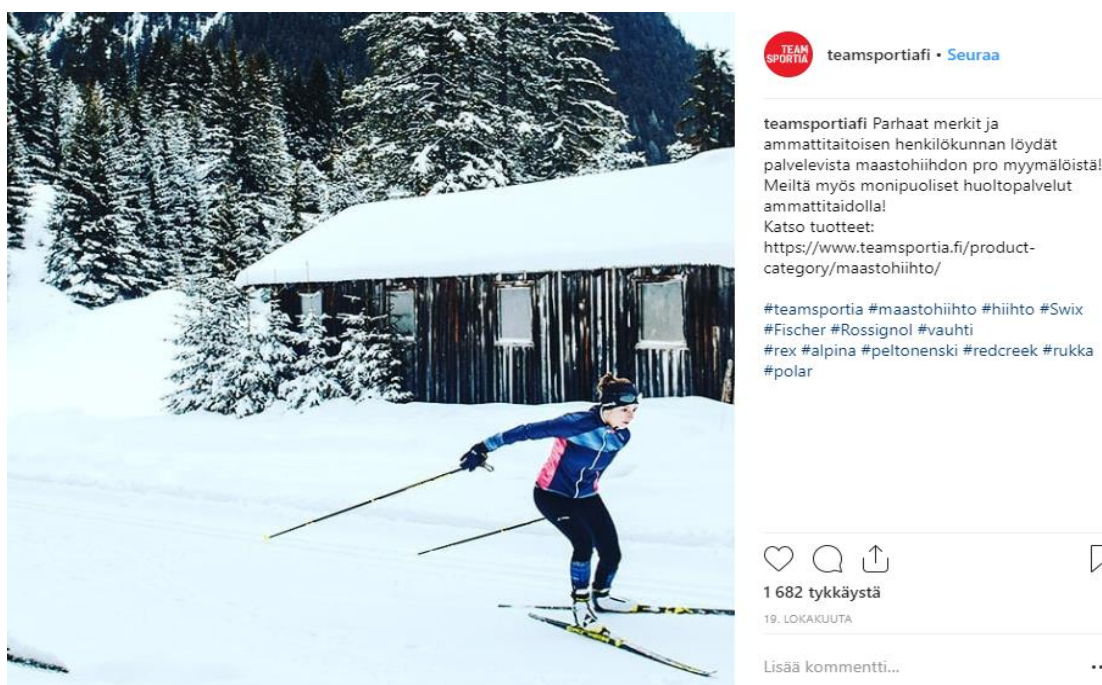 TEAM
SPORTIA
teamsportiafi • Seuraa
teamsportiafi Parhaat merkit ja
ammattitaitoisen henkilökunnan löydät
palvelevista maastohiihdon pro myymälöistä!
Meiltä myös monipuoliset huoltopalvelut
ammattitaidolla!
Katso tuotteet:
https://www.teamsportia.fi/product-
category/maastohiihto/
#teamsportia #maastohiihto #hiihto #Swix
#Fischer #Rossignol #vauhti
#rex #alpina #peltonenski #redcreek #rukka
#polar
1 682 tykkäystä
19. LOKAKUUTA
Lisää kommentti...